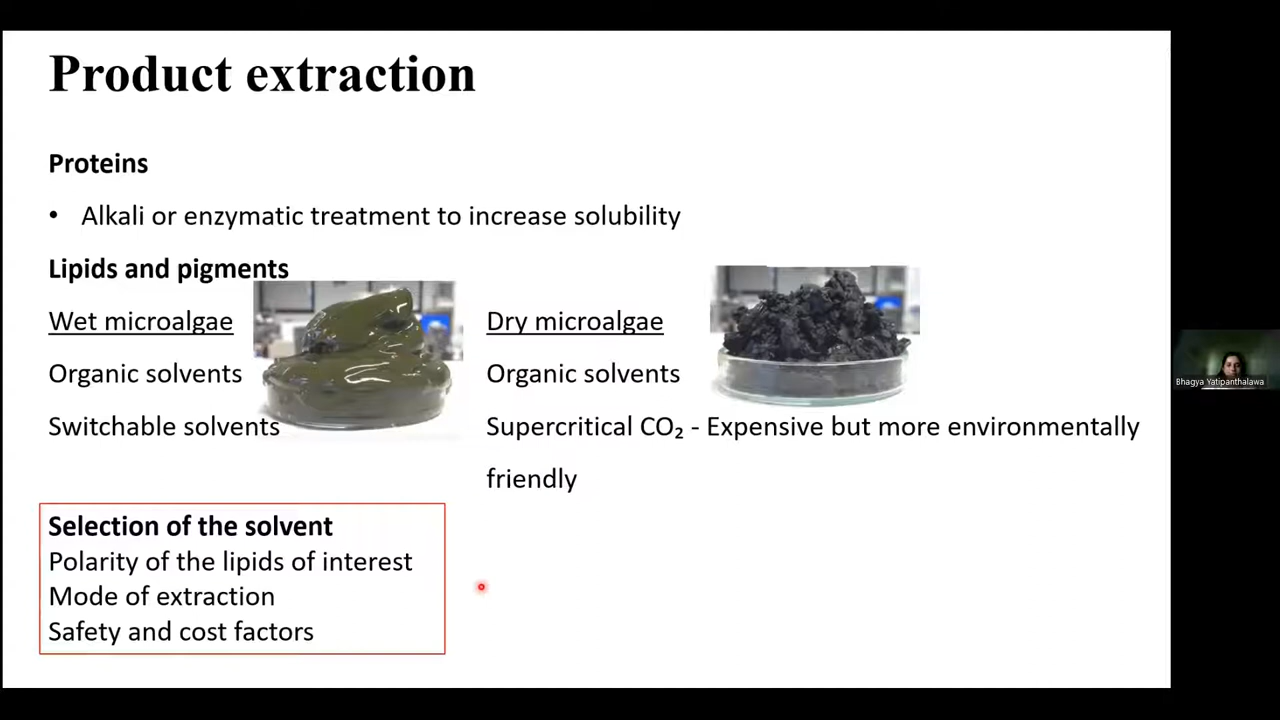 Product extraction
Proteins
• Alkali or enzymatic treatment to increase solubility
Lipids and pigments
Wet microalgae
Organic solvents
Switchable solvents
Dry microalgae
Organic solvents
Supercritical CO₂ - Expensive but more environmentally
friendly
Selection of the solvent
Polarity of the lipids of interest
Mode of extraction
Safety and cost factors
Bhagya Yatipanthalawa